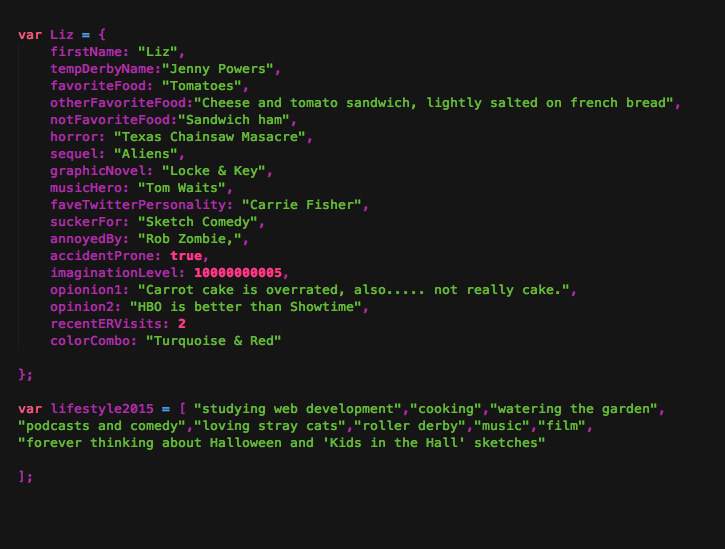 var Liz = {
firstName: "Liz",
tempDerbyName:"Jenny Powers",
favoriteFood: "Tomatoes",
otherFavoriteFood:"Cheese and tomato sandwich, lightly salted on french bread",
notFavoriteFood:"Sandwich ham",
horror: "Texas Chainsaw Masacre",
sequel: "Aliens",
graphicNovel: "Locke & Key",
musicHero: "Tom Waits",
faveTwitterPersonality: "Carrie Fisher",
suckerFor: "Sketch Comedy",
annoyedBy: "Rob Zombie,",
accidentProne: true,
imaginationLevel: 10000000005,
opionion1: "Carrot cake is overrated, also..... not really cake.",
opinion2: "HBO is better than Showtime",
recentERVisits: 2
colorCombo: "Turquoise & Red"
};
var lifestyle2015 = [ "studying web development","cooking","watering the garden",
"podcasts and comedy","loving stray cats","roller derby","music","film",
"forever thinking about Halloween and 'Kids in the Hall' sketches"
];